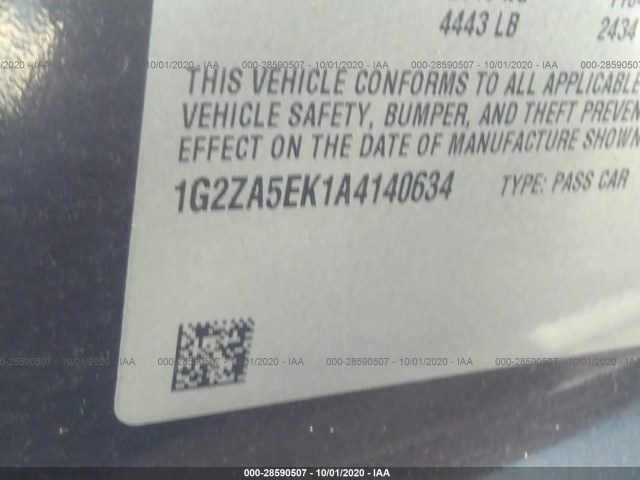 4443 LB 2434
THIS VEHICLE CONFORMS TO ALL APPLICABLE
VEHICLE SAFETY, BUMPER, AND THEFT PREVEN
EFFECT ON THE DATE OF MANUFACTURE SHOWN
1G2ZA5EK1A4140634 TYPE: PASS CAR
000-28590507 - 10/01/2020 - IAA